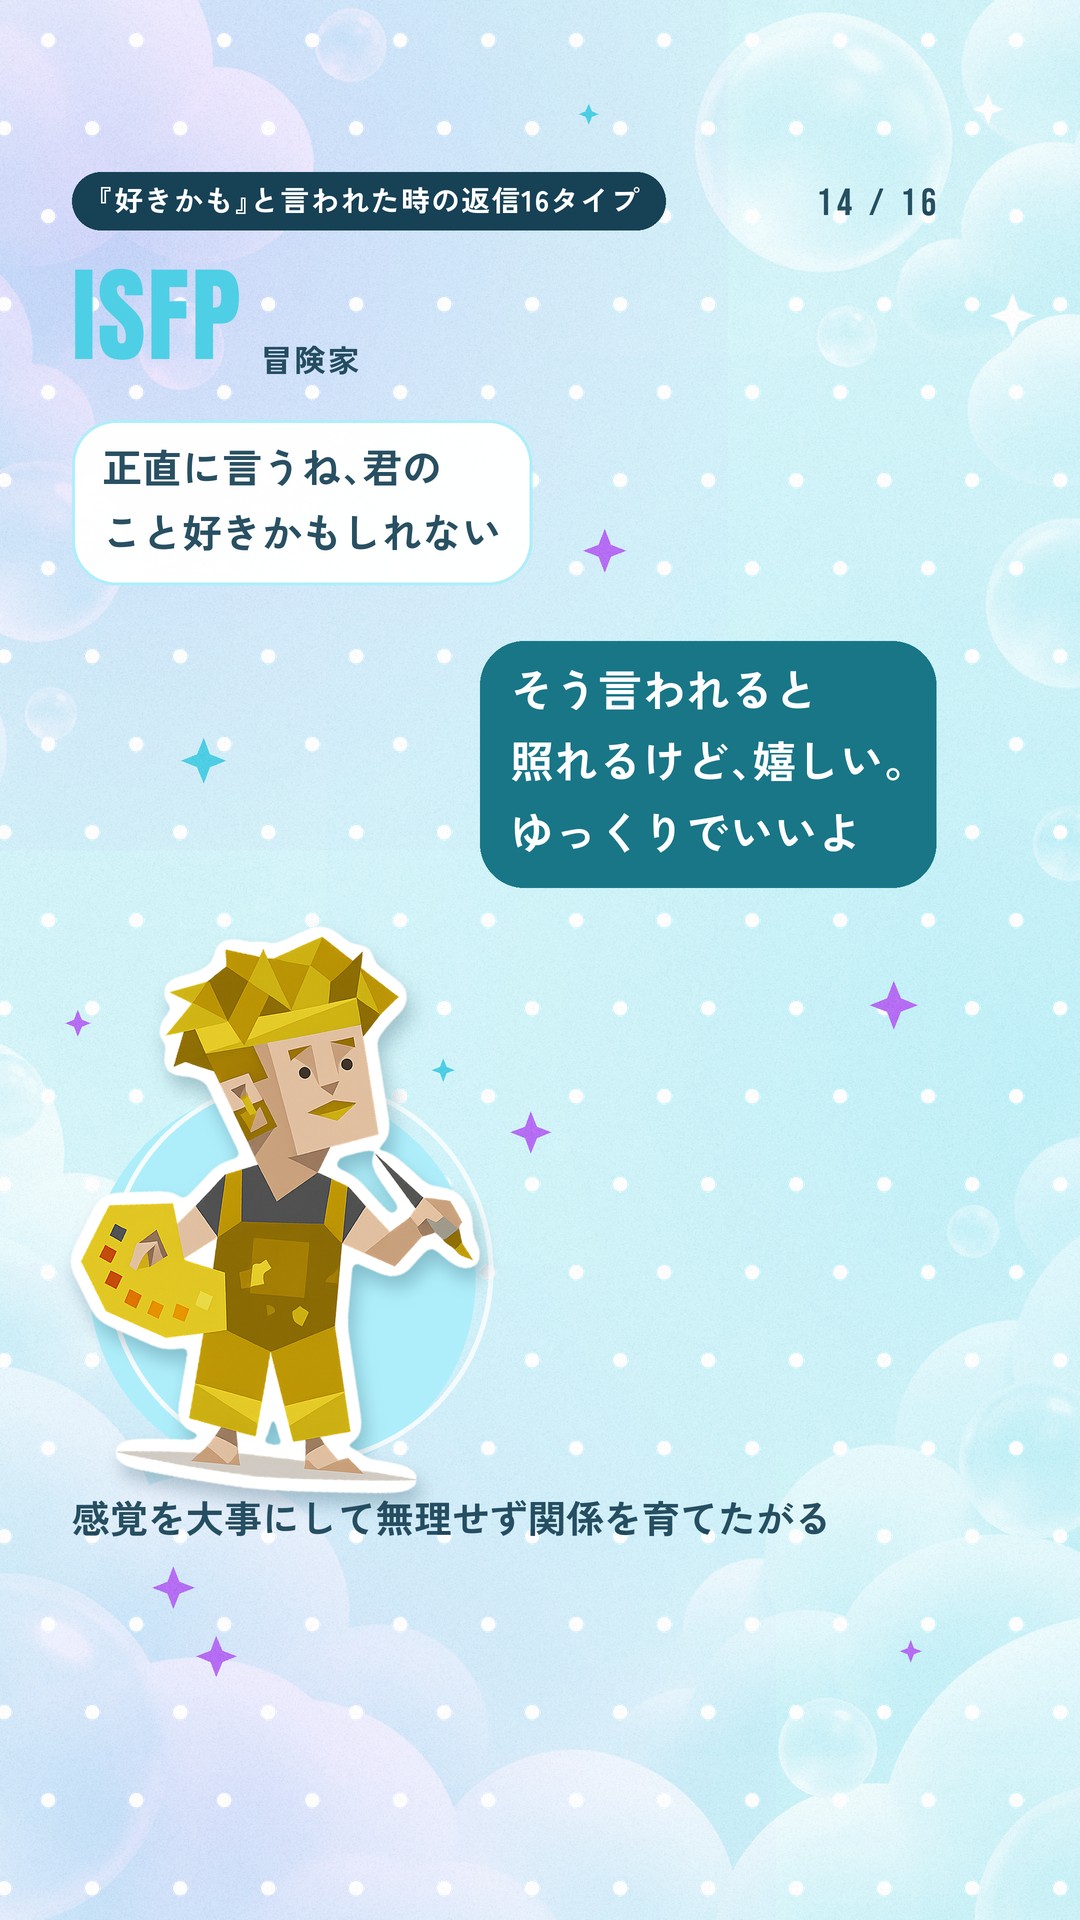 『好きかも』と言われた時の返信16タイプ
14 / 16
ISFP
冒険家
正直に言うね、君の
こと好きかもしれない
そう言われると
照れるけど、嬉しい。
ゆっくりでいいよ
感覚を大事にして無理せず関係を育てたがる